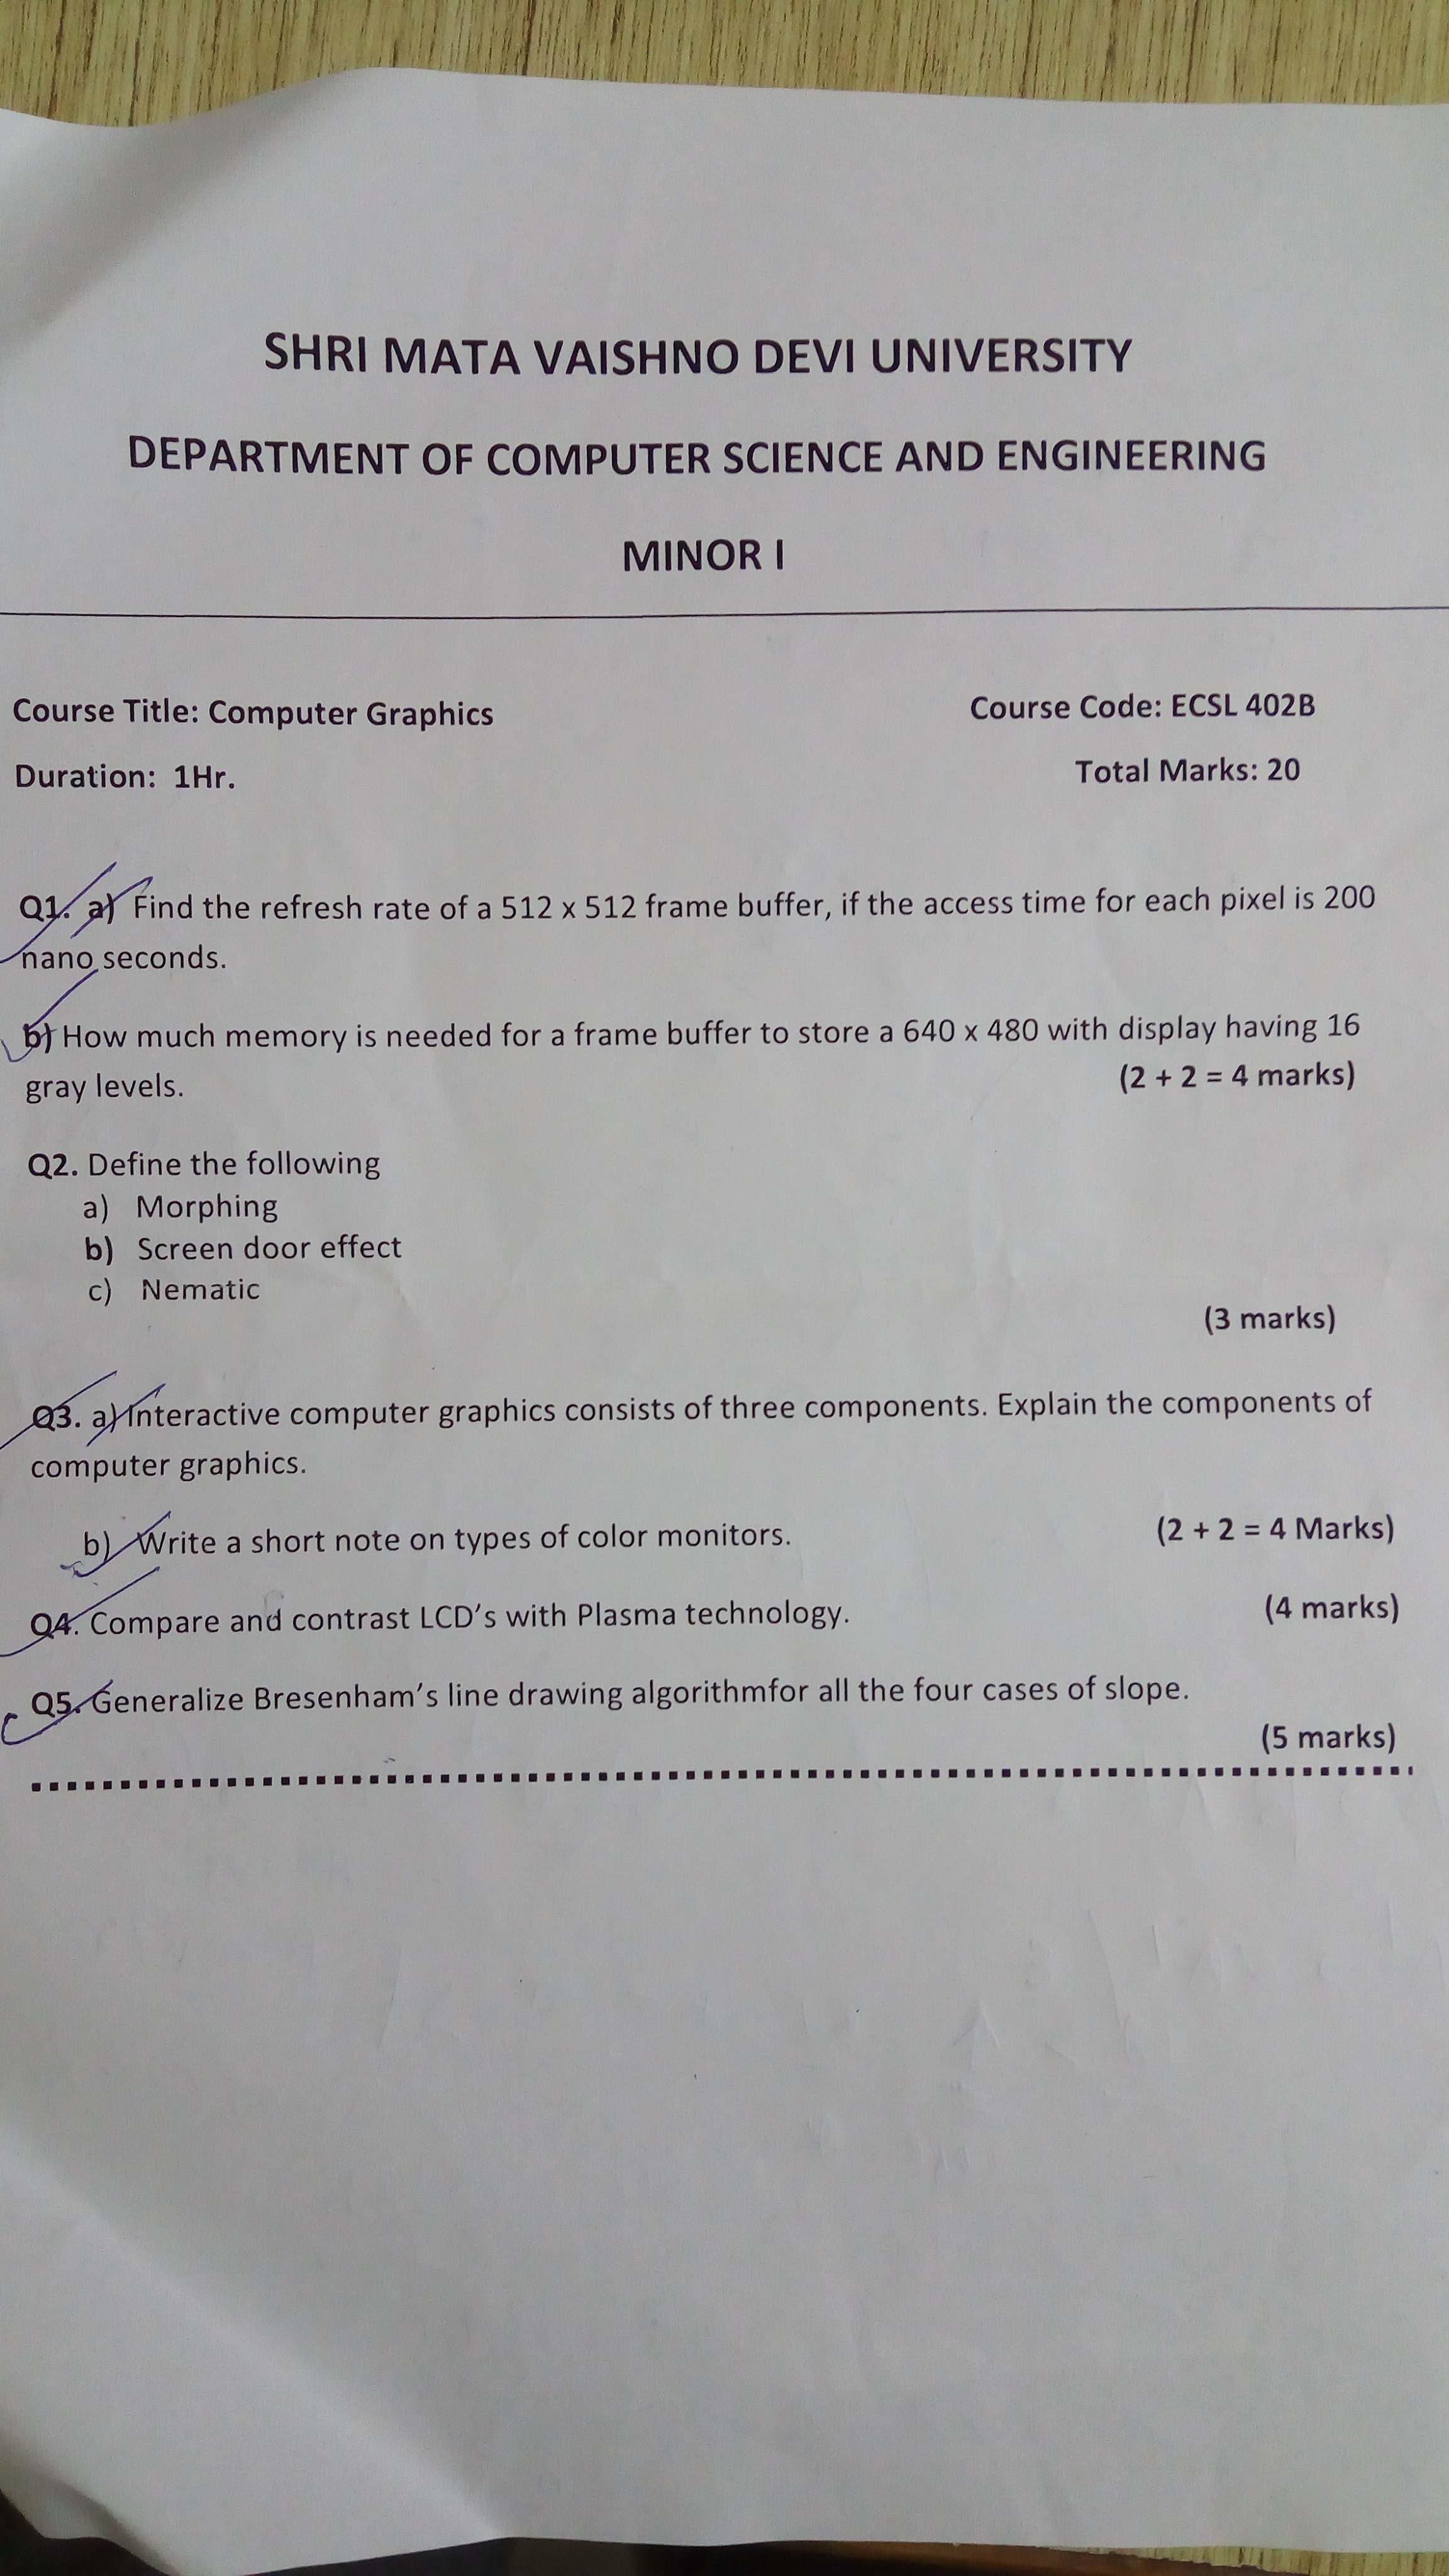 SHRI MATA VAISHNO DEVI UNIVERSITY
DEPARTMENT OF COMPUTER SCIENCE AND ENGINEERING
MINOR I
Course Title: Computer Graphics Course Code: ECSL 402B
Duration: 1Hr. Total Marks: 20
Q1. a) Find the refresh rate of a 512 x 512 frame buffer, if the access time for each pixel is 200
nano seconds.
b) How much memory is needed for a frame buffer to store a 640 x 480 with display having 16
gray levels. (2 + 2 = 4 marks)
Q2. Define the following
a) Morphing
b) Screen door effect
c) Nematic
(3 marks)
Q3. a) Interactive computer graphics consists of three components. Explain the components of
computer graphics.
b) Write a short note on types of color monitors. (2 + 2 = 4 Marks)
Q4. Compare and contrast LCD's with Plasma technology. (4 marks)
Q5. Generalize Bresenham's line drawing algorithmfor all the four cases of slope.
(5 marks)